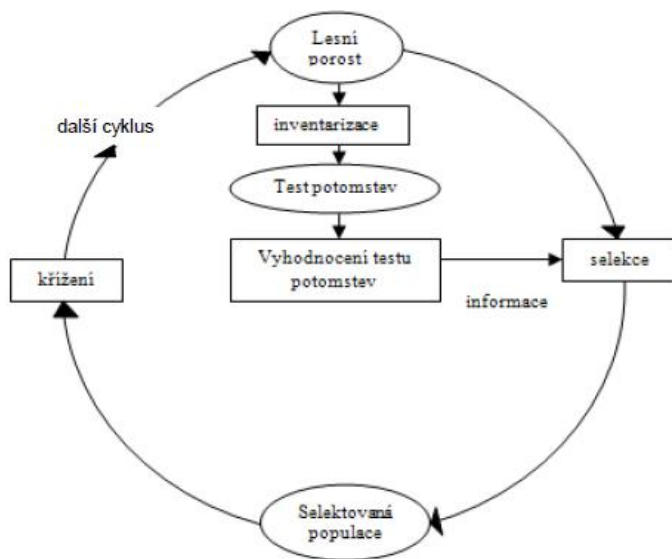 Lesní
porost
další cyklus
inventarizace
Test potomstev
Vyhodnocení testu
potomstev
selekce
křížení
informace
Selektovaná
populace